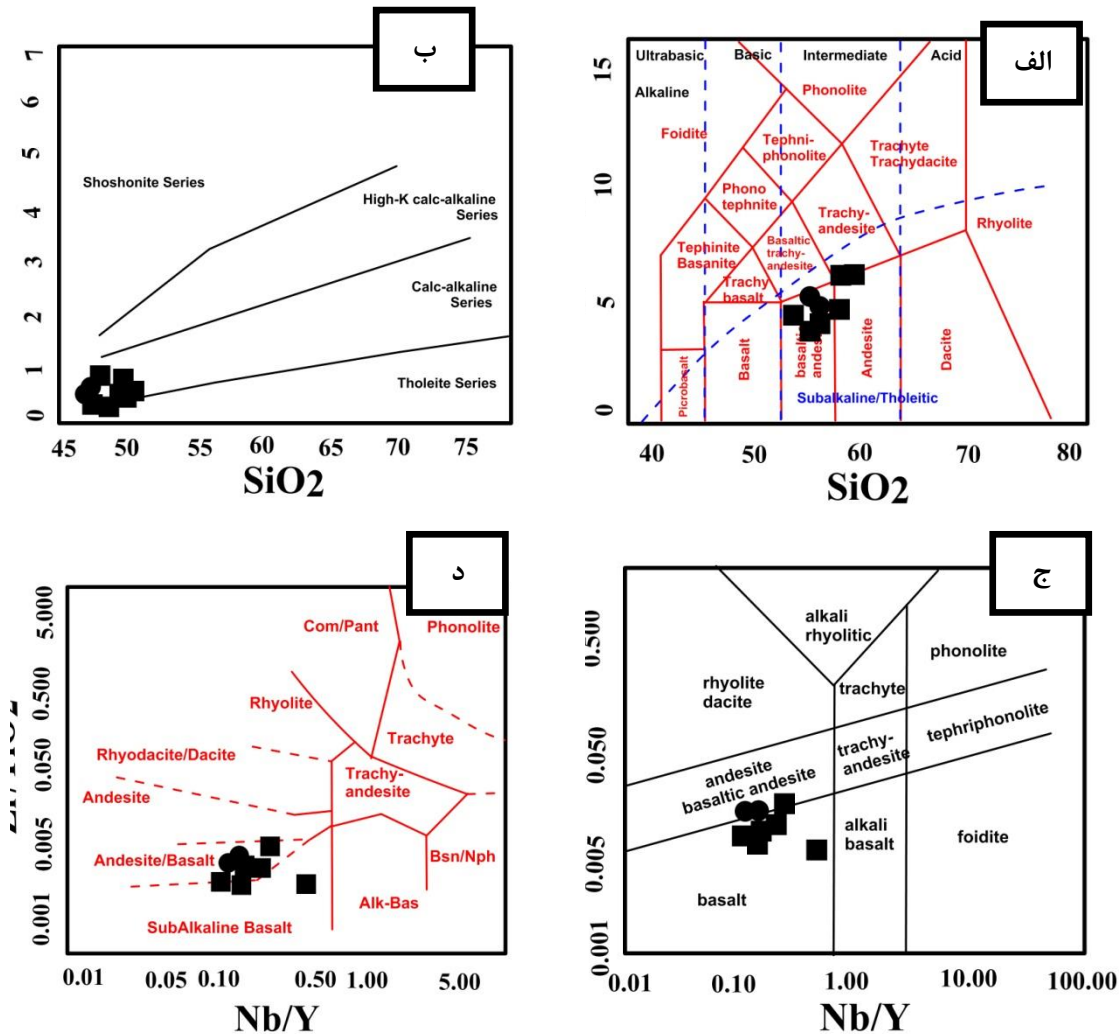 ب
7
6
5
4
3
2
1
0
Shoshonite Series
High-K calc-alkaline
Series
Calc-alkaline
Series
Tholeite Series
45 50 55 60 65 70 75
SiO2
الف
15
10
5
0
Ultrabasic Basic Intermediate Acid
Alkaline
Phonolite
Foidite
Tephni-
phonolite
Trachyte
Trachydacite
Phono
tephnite
Trachy-
andesite
Rhyolite
Tephinite
Basanite
Basaltic
trachy-
andesite
Trachy
basalt
Picrobasalt
Basalt
basaltic
Andesite
Dacite
Subalkaline/Tholeitic
40 50 60 70 80
SiO2
د
5.000
0.500
0.050
0.005
0.001
Com/Pant
Phonolite
Rhyolite
Trachyte
Rhyodacite/Dacite
Trachy-
andesite
Andesite
Andesite/Basalt
Bsn/Nph
Alk-Bas
SubAlkaline Basalt
0.01 0.05 0.10 0.50 1.00 5.00
Nb/Y
ج
0.500
0.050
0.005
0.001
alkali
rhyolitic
phonolite
rhyolite
dacite
trachyte
tephriphonolite
trachy-
andesite
andesite
basaltic andesite
alkali
basalt
foidite
basalt
0.01 0.10 1.00 10.00 100.00
Nb/Y